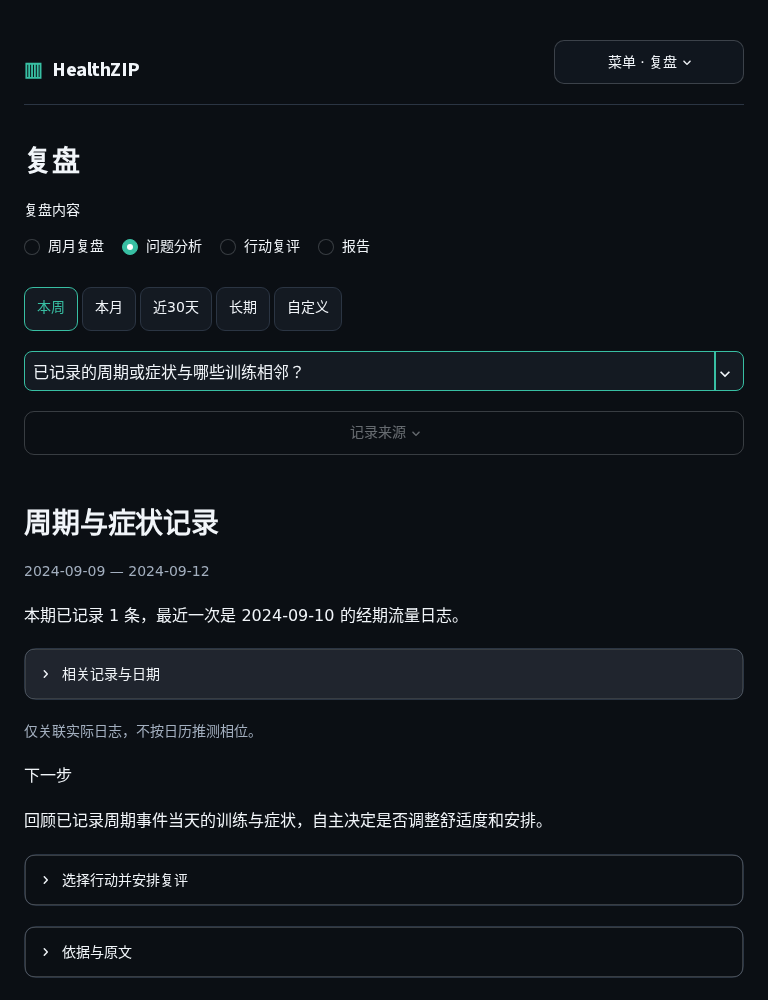 HealthZIP
菜单 · 复盘
复盘
复盘内容
周月复盘
问题分析
行动复评
报告
本周
本月
近30天
长期
自定义
已记录的周期或症状与哪些训练相邻？
记录来源
周期与症状记录
2024-09-09 — 2024-09-12
本期已记录 1 条，最近一次是 2024-09-10 的经期流量日志。
相关记录与日期
仅关联实际日志，不按日历推测相位。
下一步
回顾已记录周期事件当天的训练与症状，自主决定是否调整舒适度和安排。
选择行动并安排复评
依据与原文